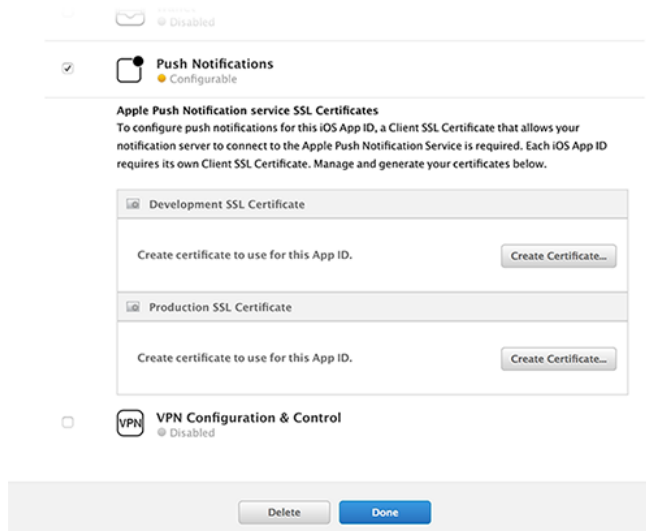 Disabled
Push Notifications
Configurable
Apple Push Notification service SSL Certificates
To configure push notifications for this iOS App ID, a Client SSL Certificate that allows your
notification server to connect to the Apple Push Notification Service is required. Each iOS App ID
requires its own Client SSL Certificate. Manage and generate your certificates below.
Development SSL Certificate
Create certificate to use for this App ID.
Create Certificate...
Production SSL Certificate
Create certificate to use for this App ID.
Create Certificate...
VPN
VPN Configuration & Control
Disabled
Delete
Done